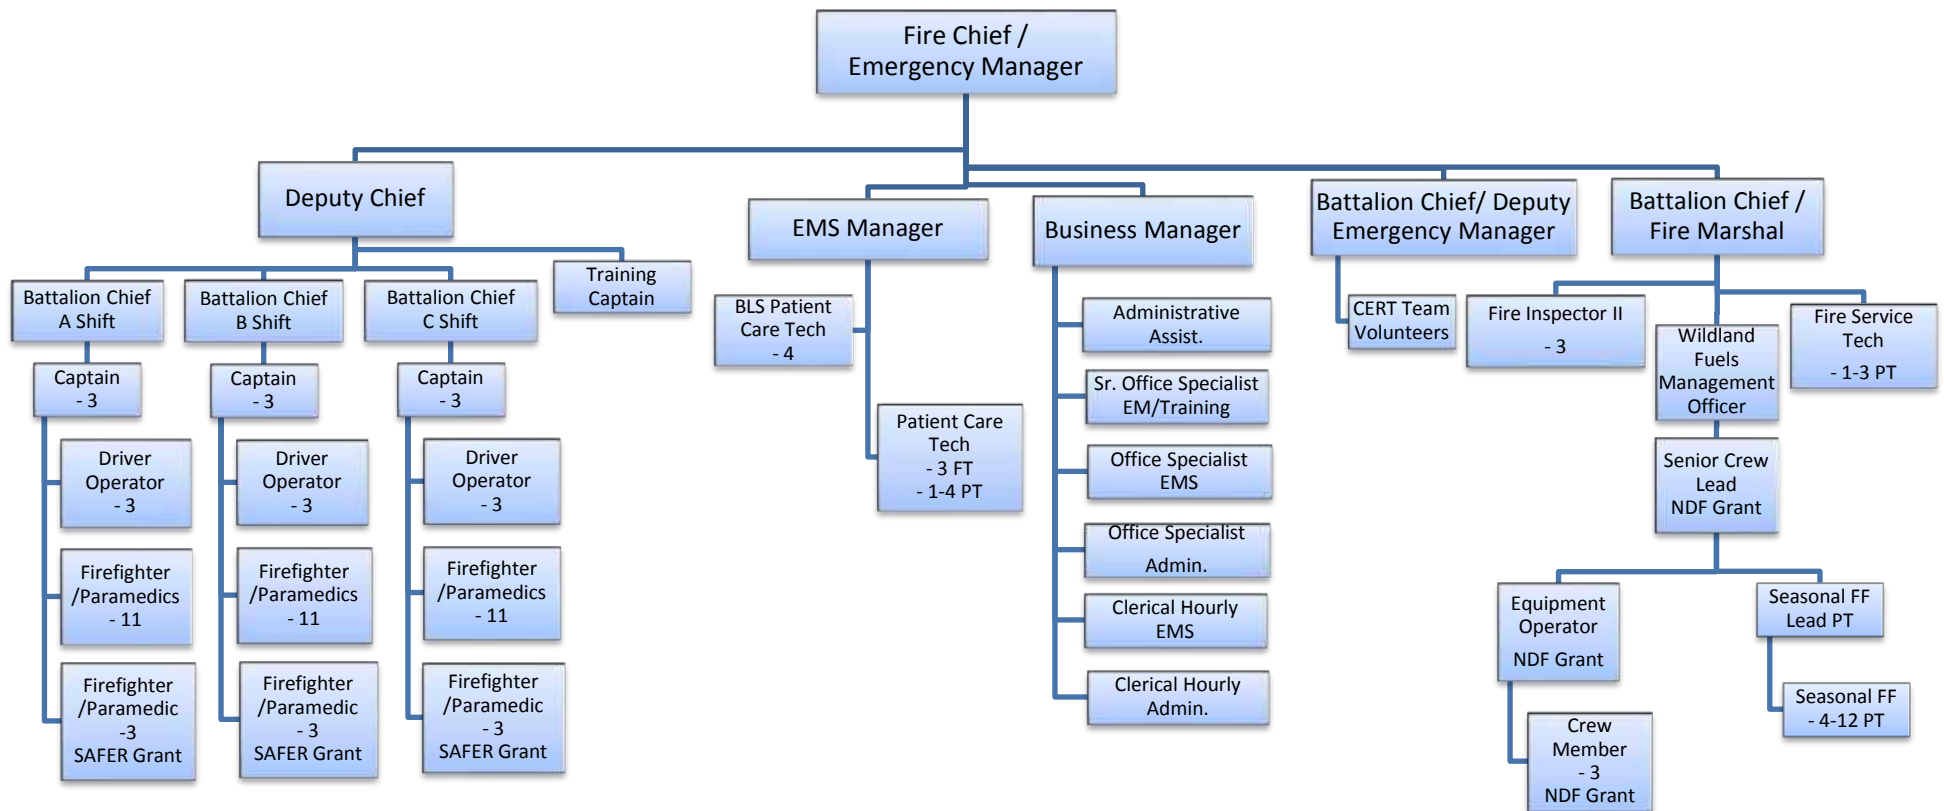 Fire Chief /
Emergency Manager
Deputy Chief
EMS Manager
Business Manager
Battalion Chief/ Deputy
Emergency Manager
Battalion Chief /
Fire Marshal
Battalion Chief
A Shift
Battalion Chief
B Shift
Battalion Chief
C Shift
Training
Captain
Captain
- 3
Driver
Operator
- 3
Firefighter
/Paramedics
- 11
Firefighter
/Paramedic
-3
SAFER Grant
Captain
- 3
Driver
Operator
- 3
Firefighter
/Paramedics
- 11
Firefighter
/Paramedic
- 3
SAFER Grant
Captain
- 3
Driver
Operator
- 3
Firefighter
/Paramedics
- 11
Firefighter
/Paramedic
- 3
SAFER Grant
BLS Patient
Care Tech
- 4
Patient Care
Tech
- 3 FT
- 1-4 PT
Administrative
Assist.
Sr. Office Specialist
EM/Training
Office Specialist
EMS
Office Specialist
Admin.
Clerical Hourly
EMS
Clerical Hourly
Admin.
CERT Team
Volunteers
Fire Inspector II
- 3
Wildland
Fuels
Management
Officer
Fire Service
Tech
- 1-3 PT
Senior Crew
Lead
NDF Grant
Equipment
Operator
NDF Grant
Crew
Member
- 3
NDF Grant
Seasonal FF
Lead PT
Seasonal FF
- 4-12 PT